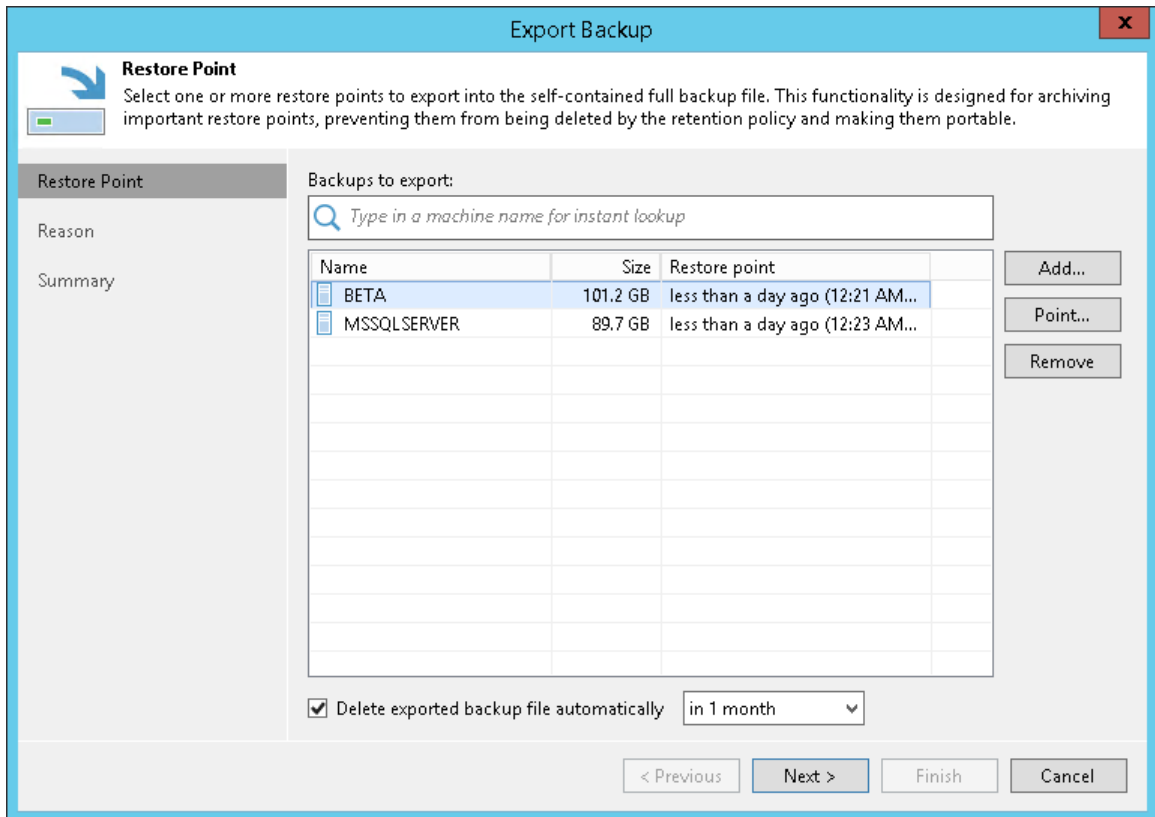 Export Backup
x
Restore Point
Select one or more restore points to export into the self-contained full backup file. This functionality is designed for archiving
important restore points, preventing them from being deleted by the retention policy and making them portable.
Restore Point
Reason
Summary
Backups to export:
Type in a machine name for instant lookup
Name Size Restore point
BETA 101.2 GB less than a day ago (12:21 AM...
MSSQLSERVER 89.7 GB less than a day ago (12:23 AM...
Add...
Point...
Remove
Delete exported backup file automatically in 1 month
< Previous Next > Finish Cancel